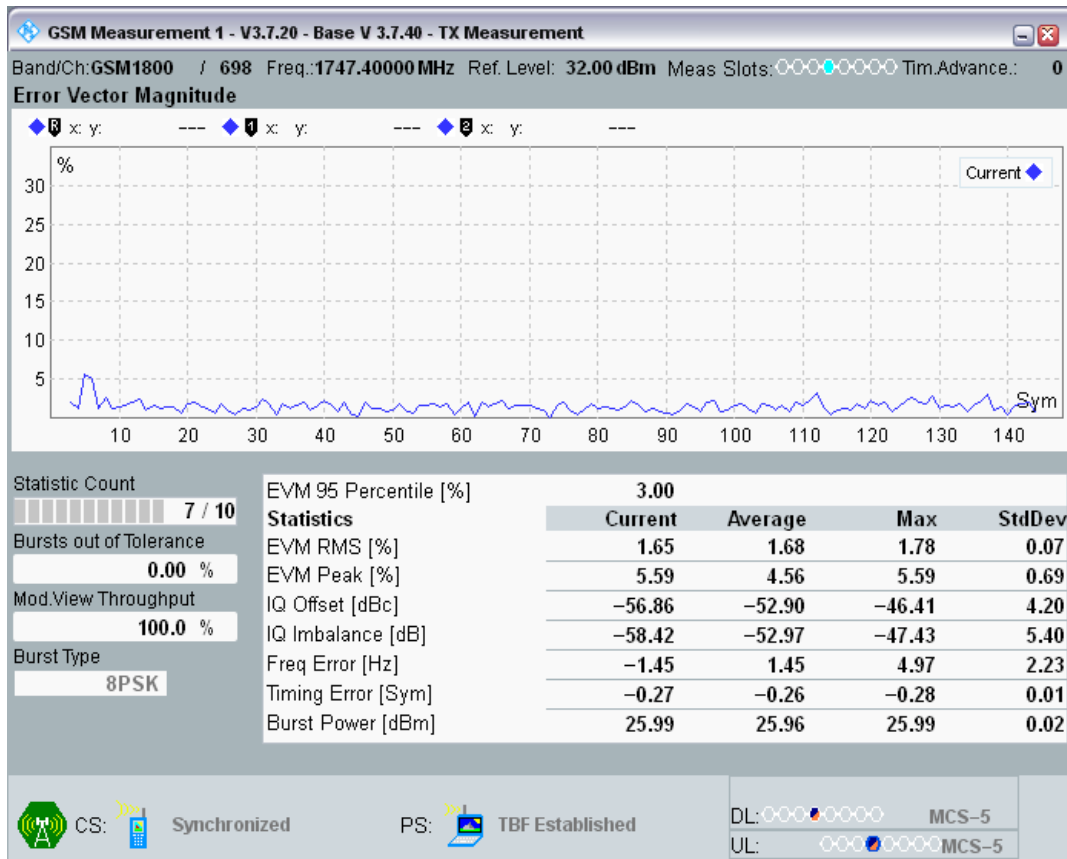 GSM Measurement 1 - V3.7.20 - Base V 3.7.40 - TX Measurement
Band/Ch:GSM1800 / 698 Freq.:1747.40000 MHz Ref. Level: 32.00 dBm Meas Slots: Tim.Advance.: 0
Error Vector Magnitude
R x: y: --- 1 x: y: --- 2 x: y: ---
%
Current
30
25
20
15
10
5
Sym
10 20 30 40 50 60 70 80 90 100 110 120 130 140
Statistic Count
7 / 10
Bursts out of Tolerance
0.00 %
Mod.View Throughput
100.0 %
Burst Type
8PSK
EVM 95 Percentile [%] 3.00
Statistics Current Average Max StdDev
EVM RMS [%] 1.65 1.68 1.78 0.07
EVM Peak [%] 5.59 4.56 5.59 0.69
IQ Offset [dBc] −56.86 −52.90 −46.41 4.20
IQ Imbalance [dB] −58.42 −52.97 −47.43 5.40
Freq Error [Hz] −1.45 1.45 4.97 2.23
Timing Error [Sym] −0.27 −0.26 −0.28 0.01
Burst Power [dBm] 25.99 25.96 25.99 0.02
CS: Synchronized PS: TBF Established
DL: MCS−5
UL: MCS−5